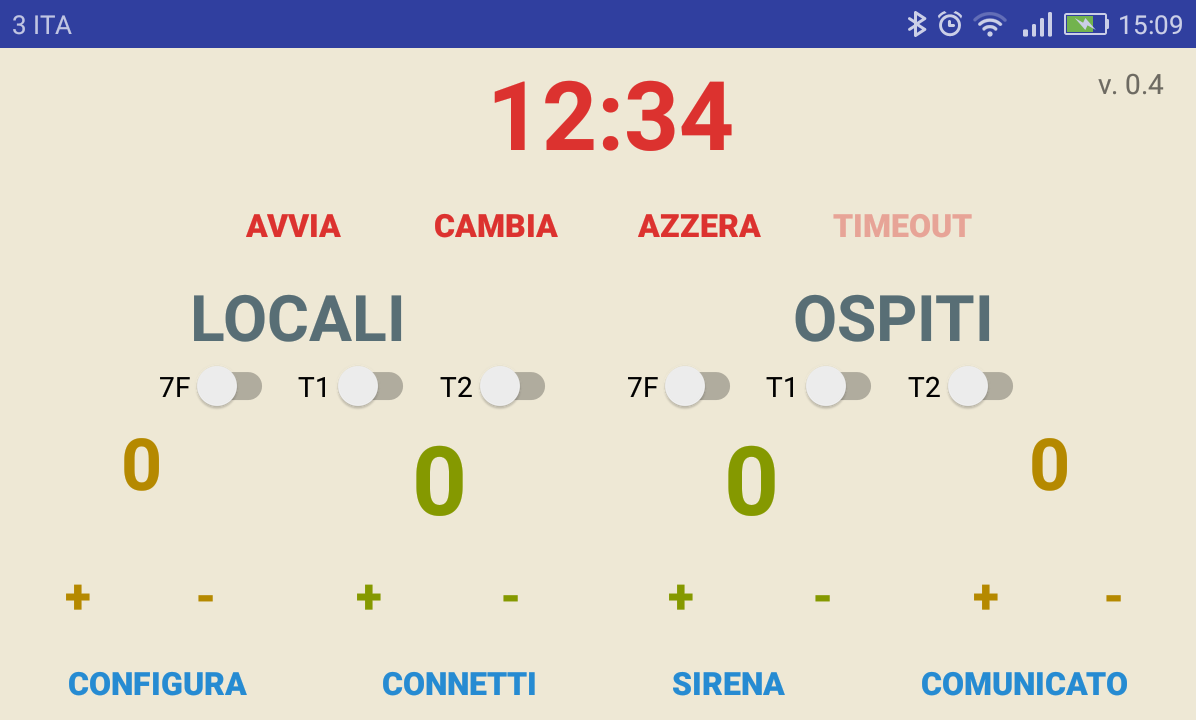 3 ITA 15:09
12:34
v. 0.4
AVVIA CAMBIA AZZERA TIMEOUT
LOCALI OSPITI
7F T1 T2 7F T1 T2
0 0 0 0
+ - + - + - + -
CONFIGURA CONNETTI SIRENA COMUNICATO